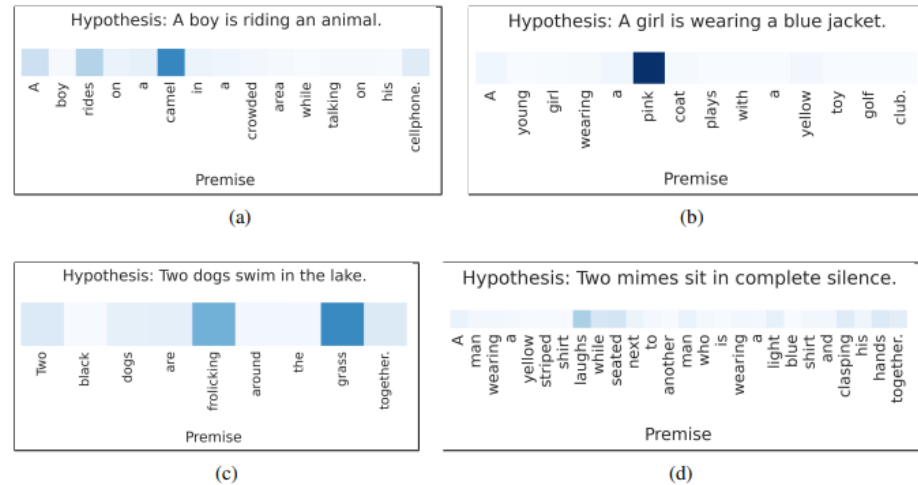 Hypothesis: A boy is riding an animal.
A boy rides on a camel in a crowded area while talking on his cellphone.
Premise
(a)
Hypothesis: A girl is wearing a blue jacket.
A young girl wearing a pink coat plays with a yellow toy golf club.
Premise
(b)
Hypothesis: Two dogs swim in the lake.
Two black dogs are frolicking around the grass together.
Premise
(c)
Hypothesis: Two mimes sit in complete silence.
A man wearing a yellow striped shirt laughs while seated next to another man who is wearing a light blue shirt and clasping his hands together.
Premise
(d)